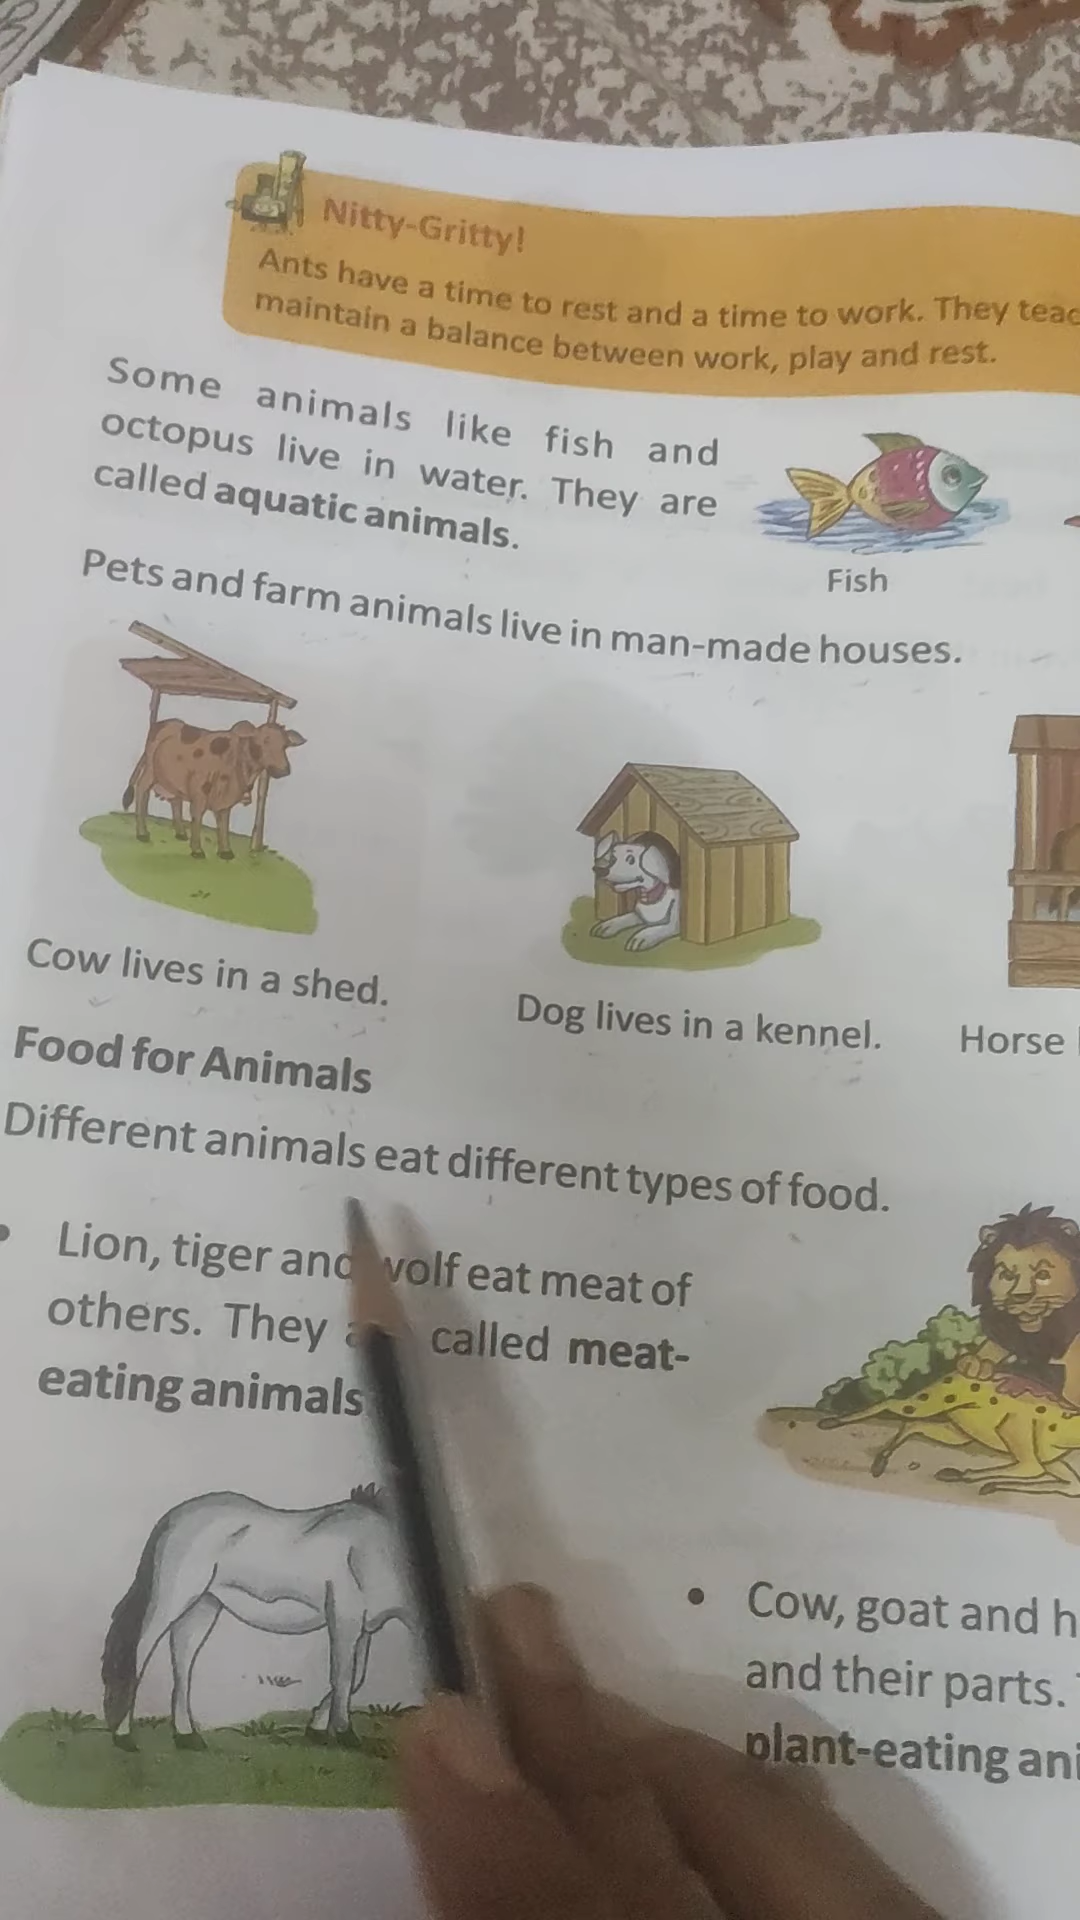 Nitty-Gritty!
Ants have a time to rest and a time to work. They
maintain a balance between work, play and rest.
Some animals like fish and
octopus live in water. They are
called aquatic animals.
Fish
Pets and farm animals live in man-made houses.
Cow lives in a shed.
Dog lives in a kennel.
Horse
Food for Animals
Different animals eat different types of food.
• Lion, tiger and wolf eat meat of
others. They called meat-
eating animals
• Cow, goat and
and their parts.
plant-eating